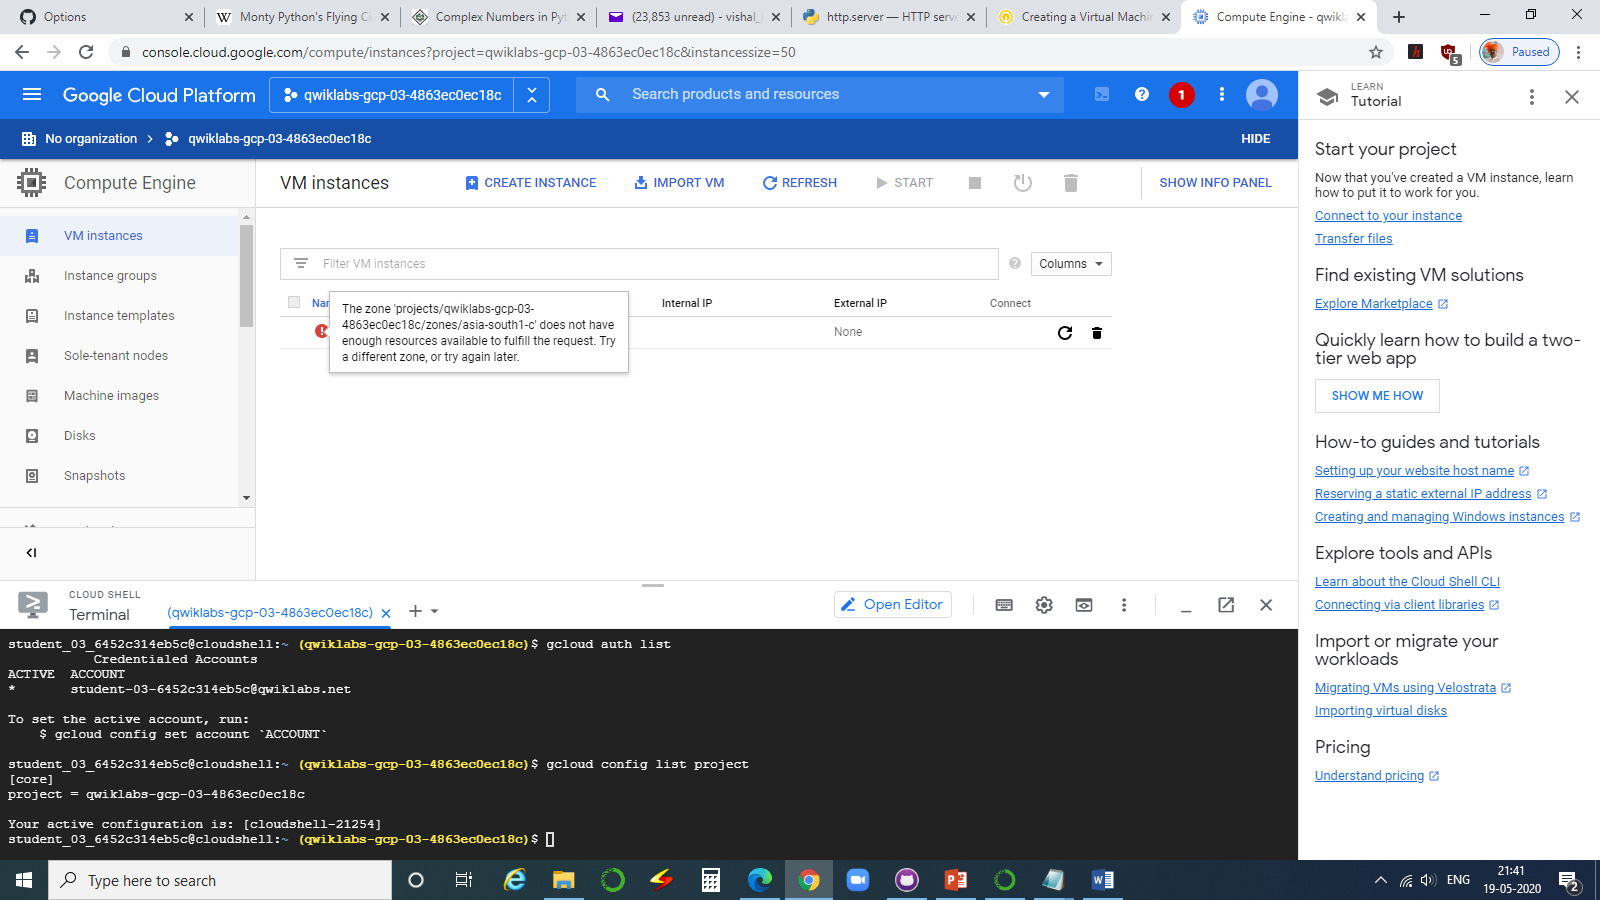 Options
Monty Python's Flying Ci
Complex Numbers in Pyt
(23,853 unread) - vishal_
http.server — HTTP serve
Creating a Virtual Machin
Compute Engine - qwikla
console.cloud.google.com/compute/instances?project=qwiklabs-gcp-03-4863ec0ec18c&instancessize=50
5
Paused
Google Cloud Platform
qwiklabs-gcp-03-4863ec0ec18c
Search products and resources
1
No organization
qwiklabs-gcp-03-4863ec0ec18c
HIDE
Compute Engine
VM instances
Instance groups
Instance templates
Sole-tenant nodes
Machine images
Disks
Snapshots
VM instances
CREATE INSTANCE
IMPORT VM
REFRESH
START
SHOW INFO PANEL
Filter VM instances
Columns
Nar
Internal IP
External IP
Connect
None
The zone 'projects/qwiklabs-gcp-03-
4863ec0ec18c/zones/asia-south1-c' does not have
enough resources available to fulfill the request. Try
a different zone, or try again later.
LEARN
Tutorial
Start your project
Now that you've created a VM instance, learn
how to put it to work for you.
Connect to your instance
Transfer files
Find existing VM solutions
Explore Marketplace
Quickly learn how to build a two-
tier web app
SHOW ME HOW
How-to guides and tutorials
Setting up your website host name
Reserving a static external IP address
Creating and managing Windows instances
Explore tools and APIs
Learn about the Cloud Shell CLI
Connecting via client libraries
Import or migrate your
workloads
Migrating VMs using Velostrata
Importing virtual disks
Pricing
Understand pricing
CLOUD SHELL
Terminal
(qwiklabs-gcp-03-4863ec0ec18c)
Open Editor
student_03_6452c314eb5c@cloudshell:~ (qwiklabs-gcp-03-4863ec0ec18c)$ gcloud auth list
Credentialed Accounts
ACTIVE  ACCOUNT
*       student-03-6452c314eb5c@qwiklabs.net
To set the active account, run:
$ gcloud config set account `ACCOUNT`
student_03_6452c314eb5c@cloudshell:~ (qwiklabs-gcp-03-4863ec0ec18c)$ gcloud config list project
[core]
project = qwiklabs-gcp-03-4863ec0ec18c
Your active configuration is: [cloudshell-21254]
student_03_6452c314eb5c@cloudshell:~ (qwiklabs-gcp-03-4863ec0ec18c)$
Type here to search
ENG
21:41
19-05-2020
2